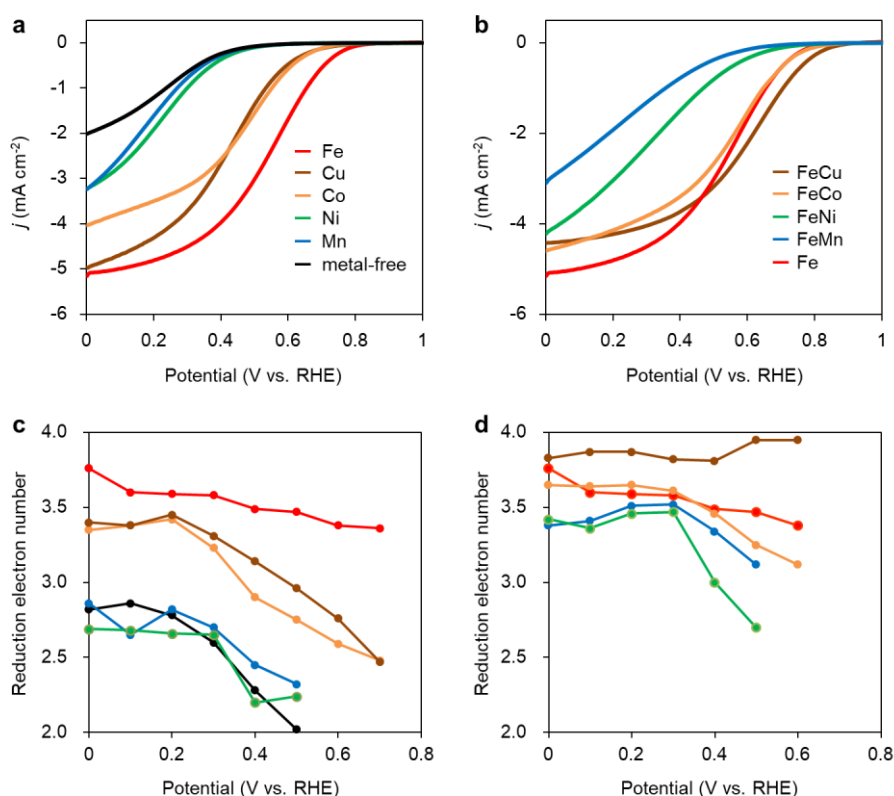 a
0
-1
-2
-3
-4
-5
-6
j (mA cm⁻²)
Fe
Cu
Co
Ni
Mn
metal-free
0 0.2 0.4 0.6 0.8 1
Potential (V vs. RHE)
b
0
-2
-4
-6
j (mA cm⁻²)
FeCu
FeCo
FeNi
FeMn
Fe
0 0.2 0.4 0.6 0.8 1
Potential (V vs. RHE)
c
4.0
3.5
3.0
2.5
2.0
Reduction electron number
0 0.2 0.4 0.6 0.8
Potential (V vs. RHE)
d
4.0
3.5
3.0
2.5
2.0
Reduction electron number
0 0.2 0.4 0.6 0.8
Potential (V vs. RHE)